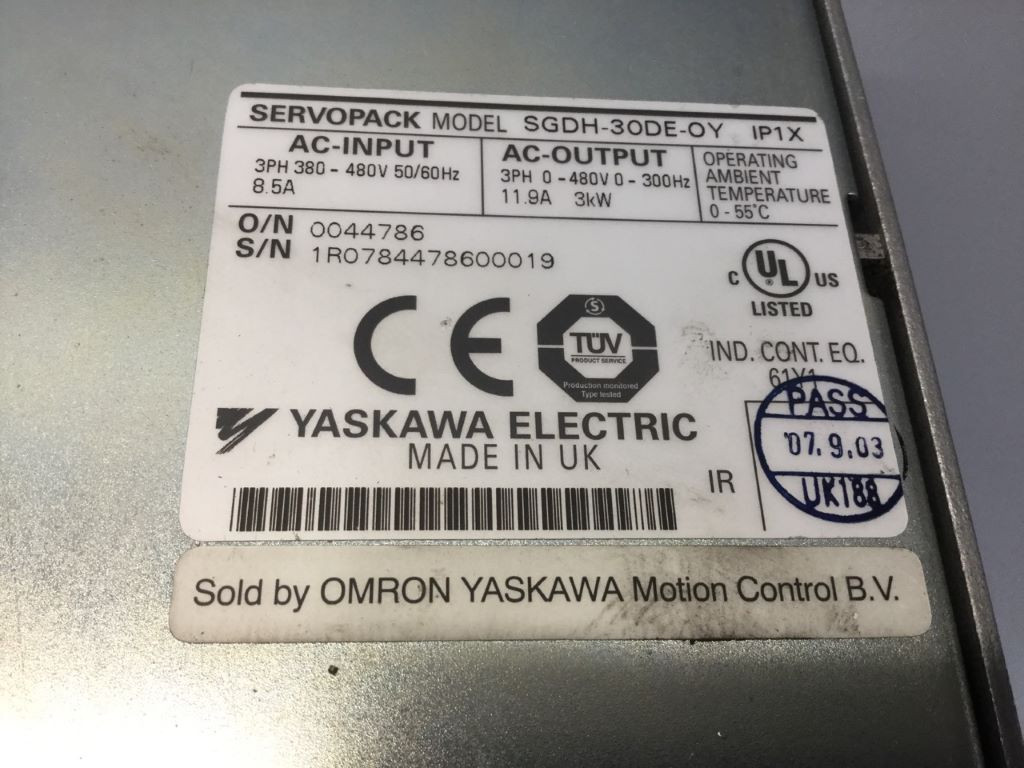 SERVOPACK MODEL SGDH-30DE-OY IP1X
AC-INPUT
3PH 380 - 480V 50/60Hz
8.5A
AC-OUTPUT
3PH 0 - 480V 0 - 300Hz
11.9A 3kW
OPERATING
AMBIENT
TEMPERATURE
0 - 55°C
O/N 0044786
S/N 1R0784478600019
C UL US
®
LISTED
CE
S
TÜV
PRODUCT SERVICE
Production monitored
Type tested
IND. CONT. EQ.
61Y1
YASKAWA ELECTRIC
MADE IN UK
IR
PASS
'07.9.03
UK188
Sold by OMRON YASKAWA Motion Control B.V.